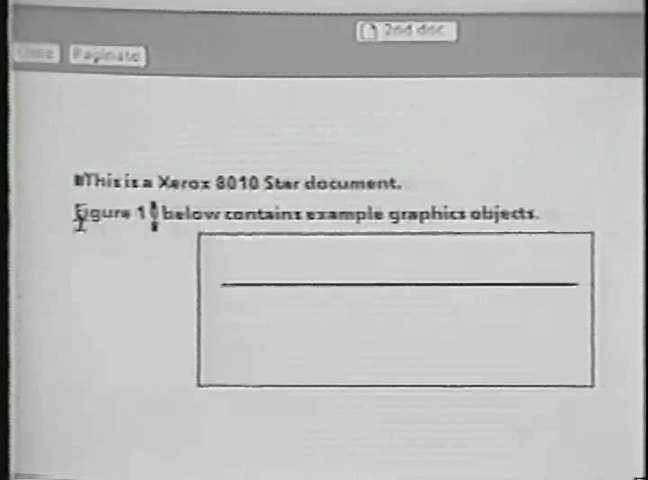 2nd doc
Close Paginate
This is a Xerox 8010 Star document.
Figure 1 below contains example graphics objects.